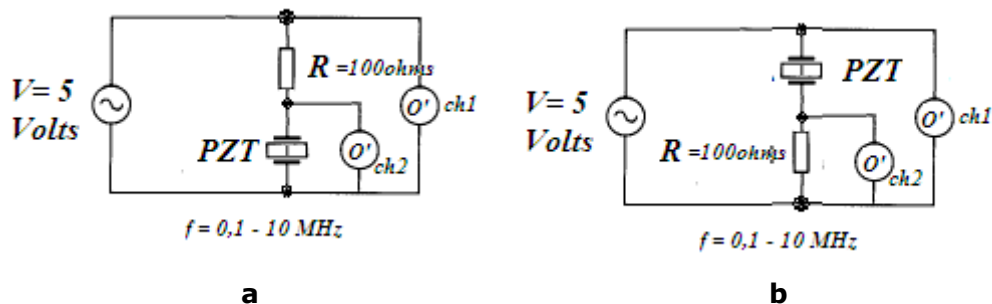 R =100ohms
V= 5
Volts
O' ch1
PZT
O'
ch2
f = 0,1 - 10 MHz
a
PZT
V= 5
Volts
O' ch1
R =100ohms
O'
ch2
f = 0,1 - 10 MHz
b